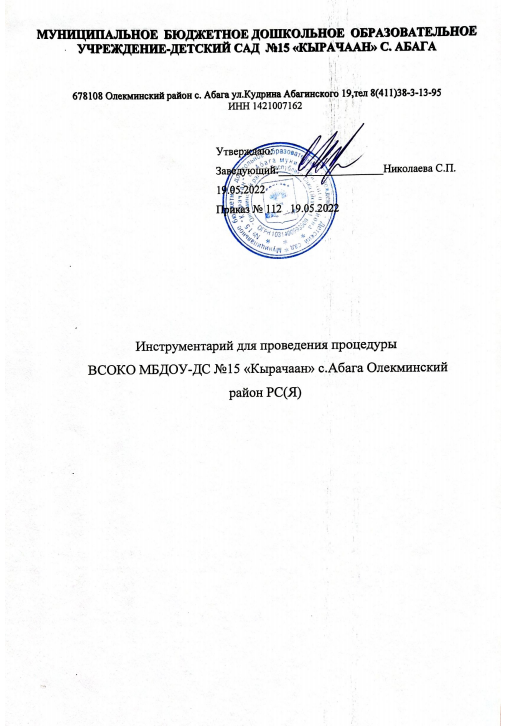 МУНИЦИПАЛЬНОЕ БЮДЖЕТНОЕ ДОШКОЛЬНОЕ ОБРАЗОВАТЕЛЬНОЕ
УЧРЕЖДЕНИЕ-ДЕТСКИЙ САД №15 «КЫРАЧААН» С. АБАГА
678108 Олекминский район с. Абага ул.Кудрина Абагинского 19,тел 8(411)38-3-13-95
ИНН 1421007162
Утверждаю:
Заведующий:____________________Николаева С.П.
19.05.2022
Приказ № 112 19.05.2022
Инструментарий для проведения процедуры
ВСОКО МБДОУ-ДС №15 «Кырачаан» с.Абага Олекминский
район РС(Я)